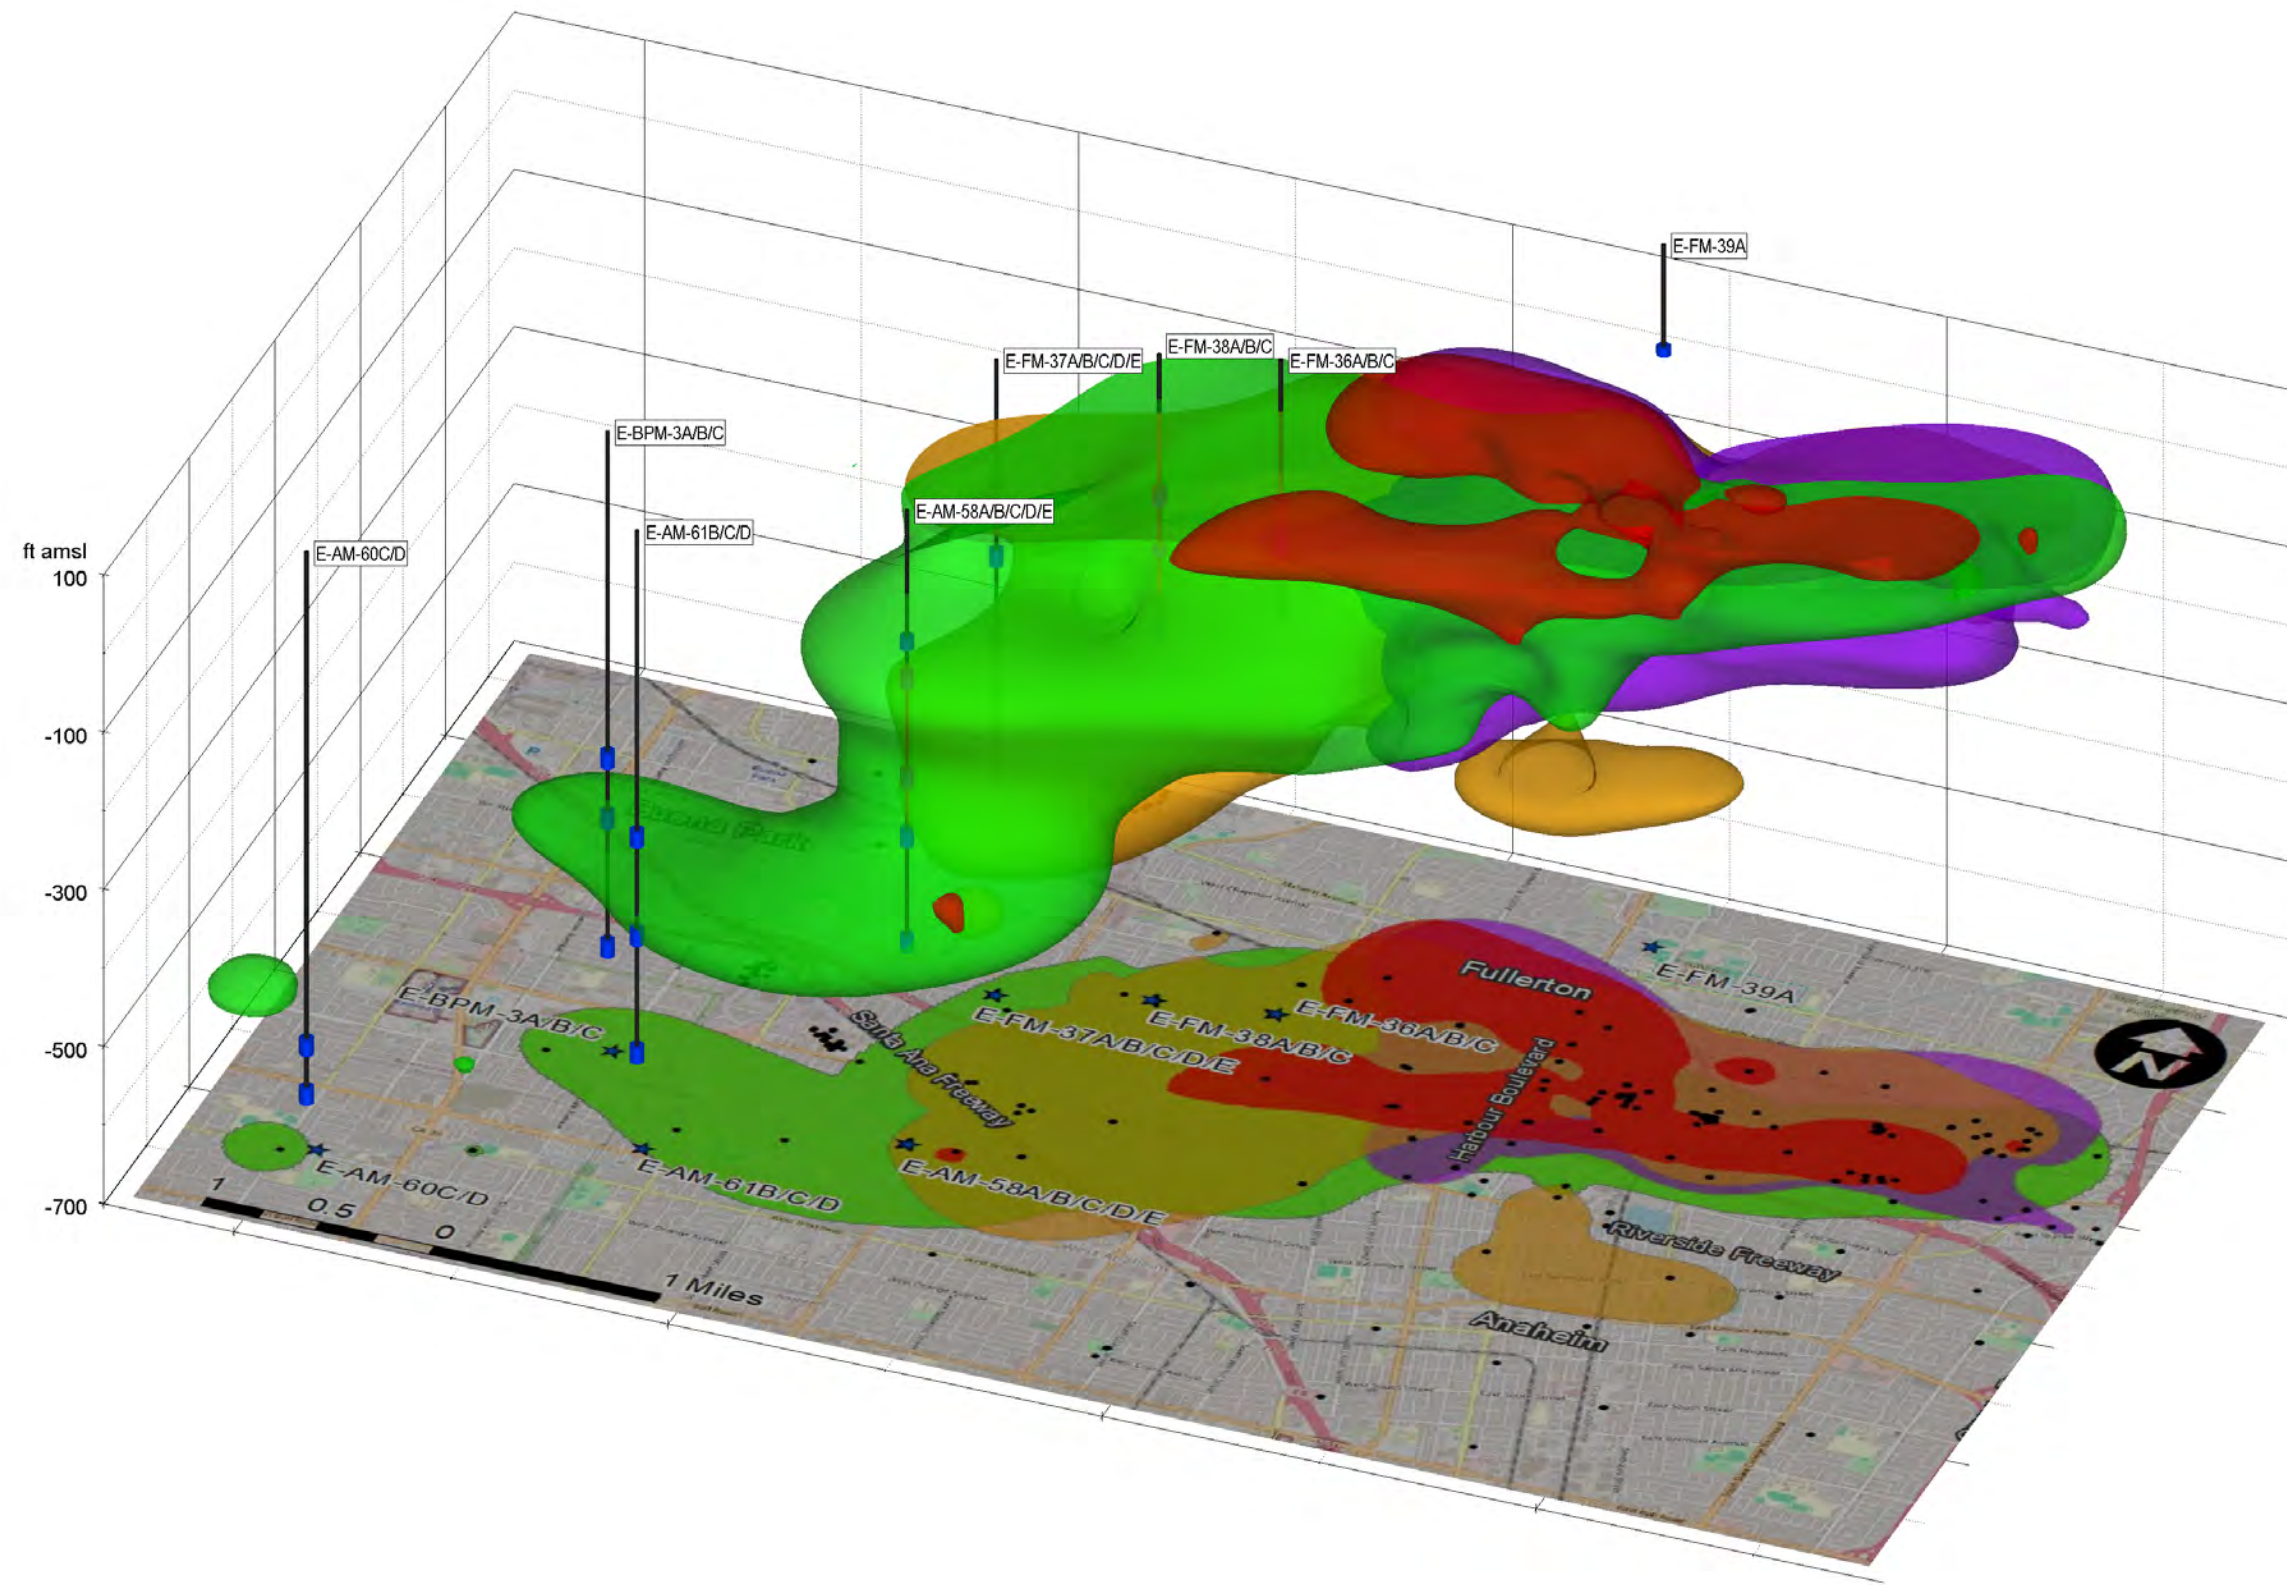 E-FM-39A
E-FM-38A/B/C
E-FM-37A/B/C/D/E
E-FM-36A/B/C
E-BPM-3A/B/C
E-AM-58A/B/C/D/E
E-AM-61B/C/D
E-AM-60C/D
ft amsl
100
-100
-300
-500
-700
Buena Park
Fullerton
E-FM-39A
E-BPM-3A/B/C
Santa Ana Freeway
E-FM-37A/B/C/D/E
E-FM-38A/B/C
E-FM-36A/B/C
Harbour Boulevard
N
E-AM-60C/D
E-AM-61B/C/D
E-AM-58A/B/C/D/E
1
0.5
0
1 Miles
Riverside Freeway
Anaheim